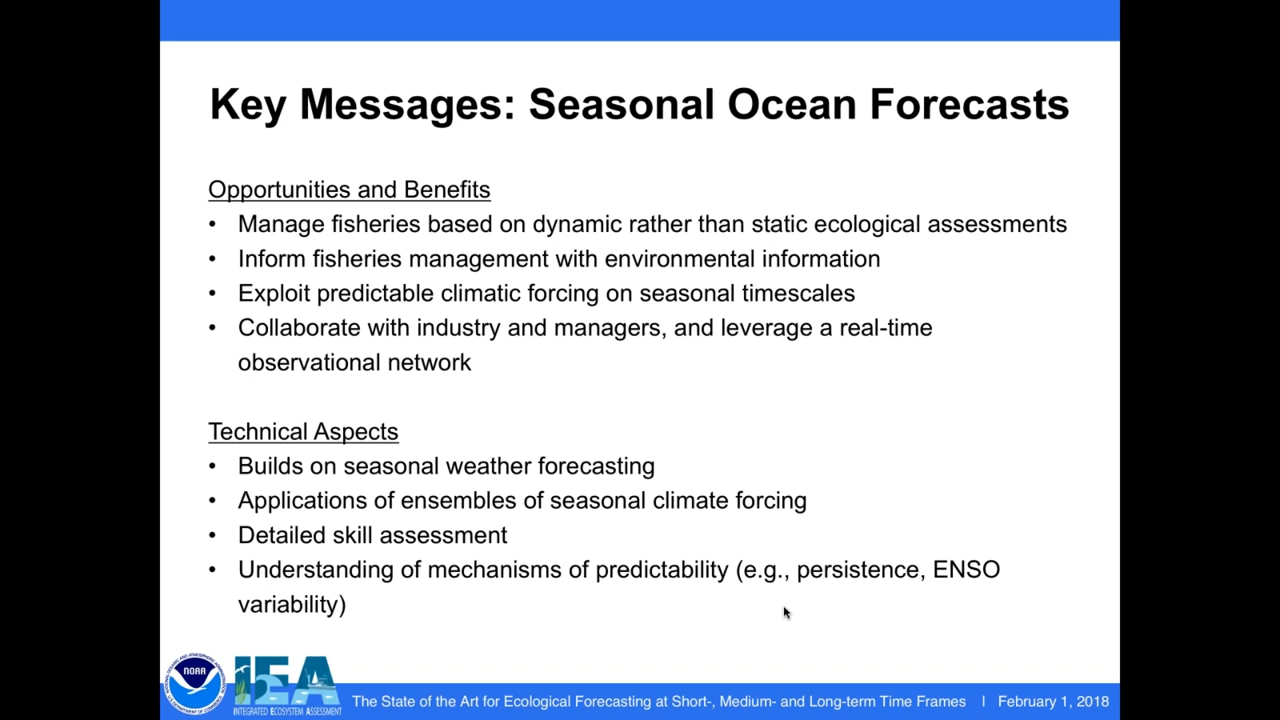 Key Messages: Seasonal Ocean Forecasts
Opportunities and Benefits
• Manage fisheries based on dynamic rather than static ecological assessments
• Inform fisheries management with environmental information
• Exploit predictable climatic forcing on seasonal timescales
• Collaborate with industry and managers, and leverage a real-time
observational network
Technical Aspects
• Builds on seasonal weather forecasting
• Applications of ensembles of seasonal climate forcing
• Detailed skill assessment
• Understanding of mechanisms of predictability (e.g., persistence, ENSO
variability)
NOAA
IEA
INTEGRATED ECOSYSTEM ASSESSMENT
The State of the Art for Ecological Forecasting at Short-, Medium- and Long-term Time Frames | February 1, 2018